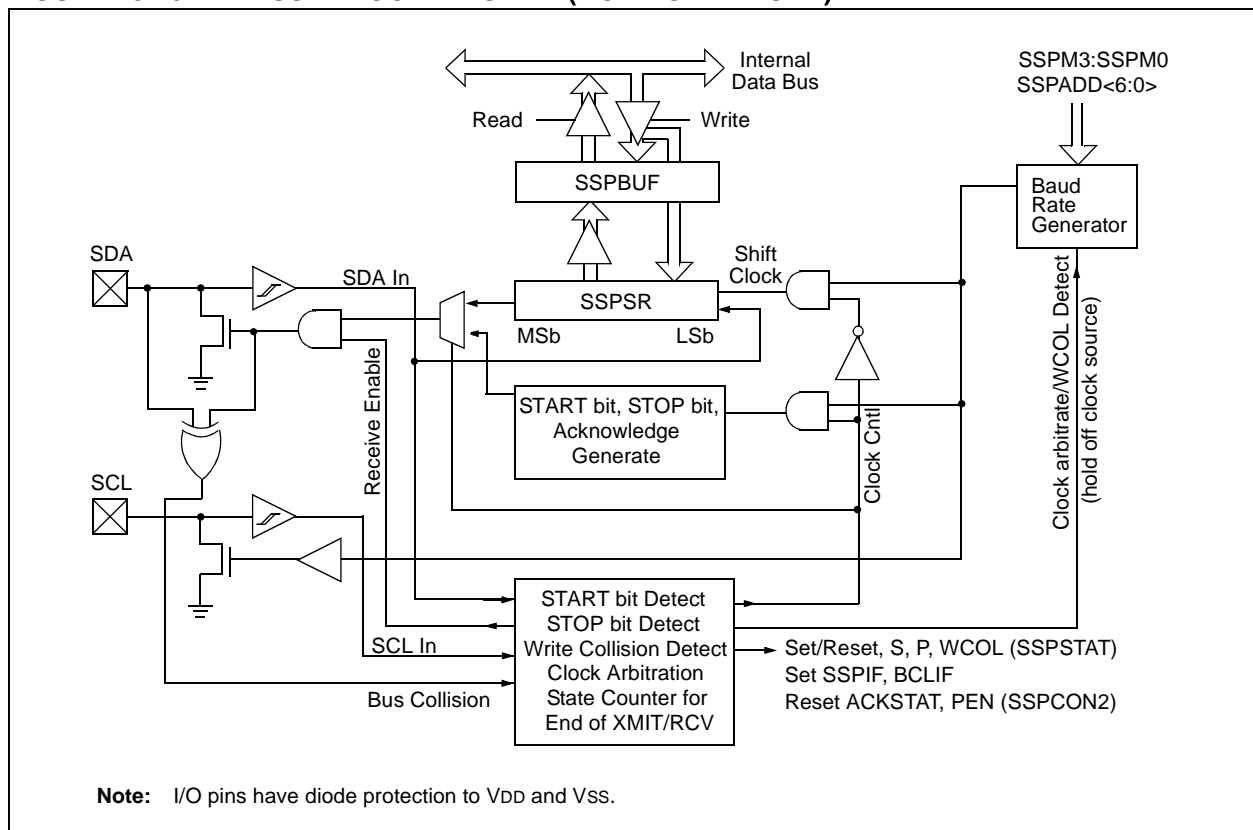 Internal
Data Bus
SSPM3:SSPM0
SSPADD<6:0>
Read
Write
SSPBUF
Baud
Rate
Generator
SDA
SDA In
Shift
Clock
SSPSR
MSb
LSb
START bit, STOP bit,
Acknowledge
Generate
Receive Enable
Clock Cntl
Clock arbitrate/WCOL Detect
(hold off clock source)
SCL
SCL In
Bus Collision
START bit Detect
STOP bit Detect
Write Collision Detect
Clock Arbitration
State Counter for
End of XMIT/RCV
Set/Reset, S, P, WCOL (SSPSTAT)
Set SSPIF, BCLIF
Reset ACKSTAT, PEN (SSPCON2)
Note: I/O pins have diode protection to VDD and VSS.